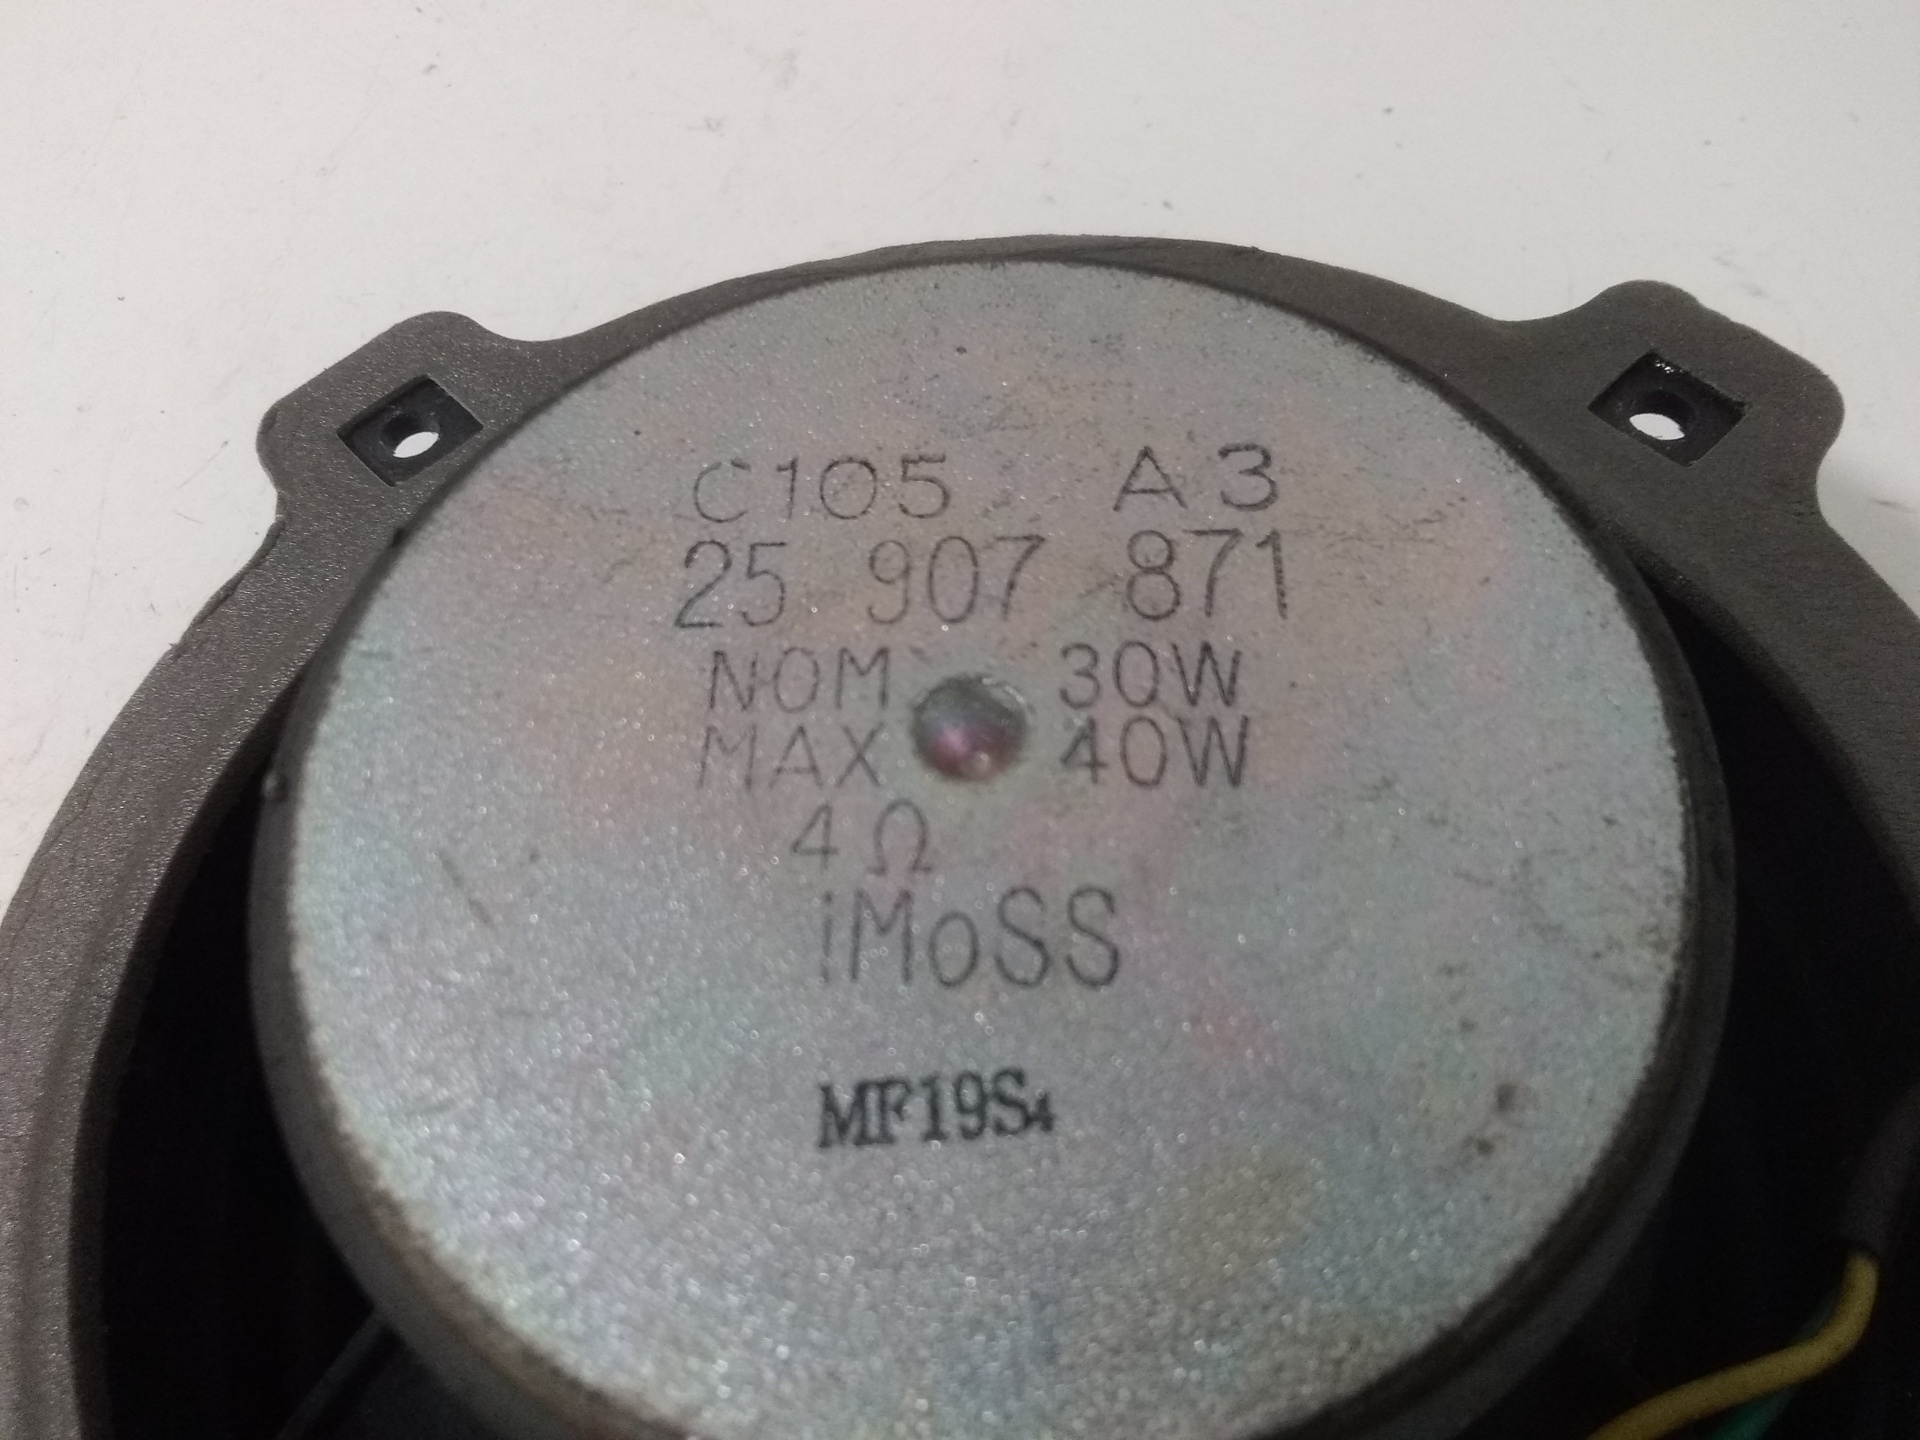 C105 A3
25 907 871
NOM 30W
MAX 40W
4Ω
iMoSS
MF19S4